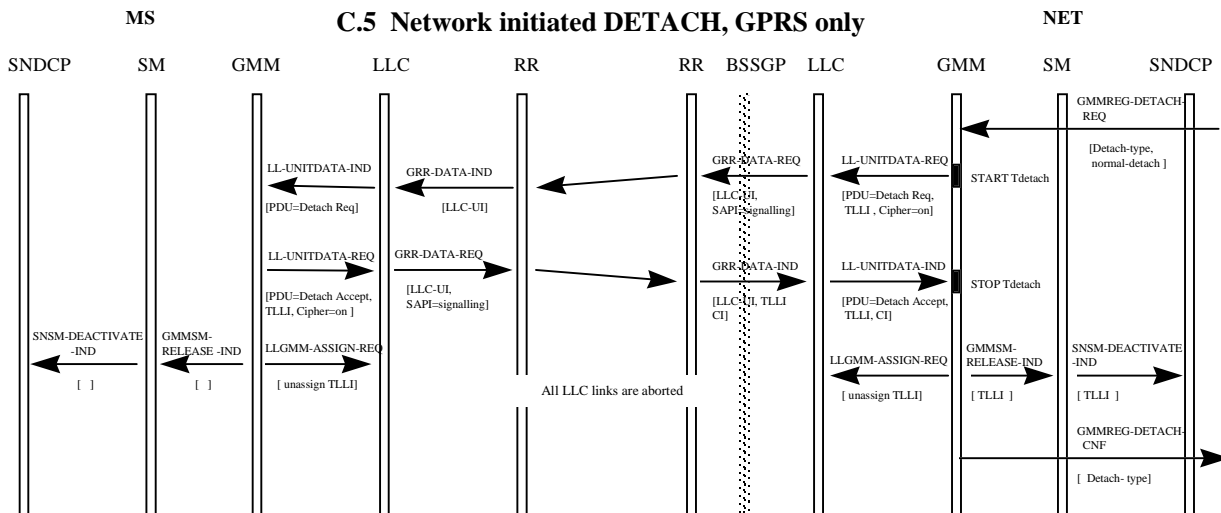 MS
C.5 Network initiated DETACH, GPRS only
NET
SNDCP SM GMM LLC RR RR BSSGP LLC GMM SM SNDCP
GMMREG-DETACH-
REQ
[Detach-type,
normal-detach ]
LL-UNITDATA-IND
[PDU=Detach Req]
GRR-DATA-IND
[LLC-UI]
GRR-DATA-REQ
[LLC-UI,
SAPI=signalling]
LL-UNITDATA-REQ
[PDU=Detach Req,
TLLI , Cipher=on]
START Tdetach
LL-UNITDATA-REQ
[PDU=Detach Accept,
TLLI, Cipher=on ]
GRR-DATA-REQ
[LLC-UI,
SAPI=signalling]
GRR-DATA-IND
[LLC-UI, TLLI
CI]
LL-UNITDATA-IND
[PDU=Detach Accept,
TLLI, CI]
STOP Tdetach
SNSM-DEACTIVATE
-IND
[ ]
GMMSM-
RELEASE -IND
[ ]
LLGMM-ASSIGN-REQ
[ unassign TLLI]
All LLC links are aborted
LLGMM-ASSIGN-REQ
[ unassign TLLI]
GMMSM-
RELEASE-IND
[ TLLI ]
SNSM-DEACTIVATE
-IND
[ TLLI ]
GMMREG-DETACH-
CNF
[ Detach- type]